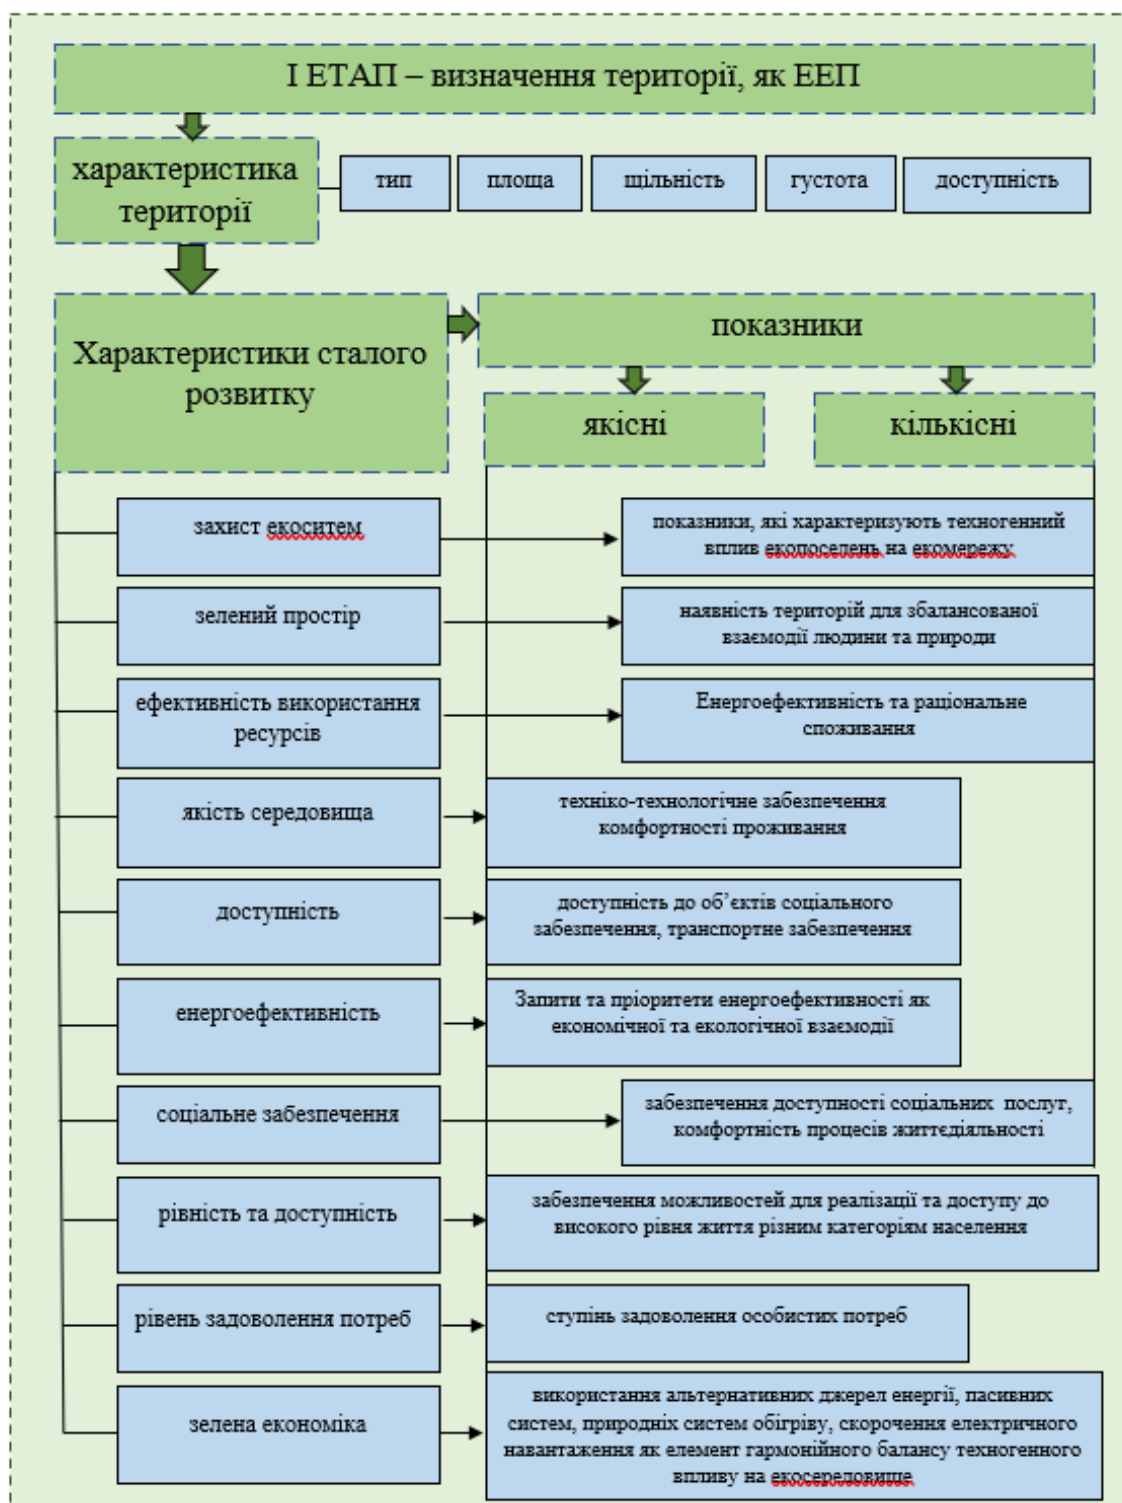 І ЕТАП – визначення території, як ЕЕП
характеристика
території
тип
площа
щільність
густота
доступність
Характеристики сталого
розвитку
показники
якісні
кількісні
захист екоситем
показники, які характеризують техногенний
вплив екопоселень на екомережу
зелений простір
наявність територій для збалансованої
взаємодії людини та природи
ефективність використання
ресурсів
Енергоефективність та раціональне
споживання
якість середовища
техніко-технологічне забезпечення
комфортності проживання
доступність
доступність до об’єктів соціального
забезпечення, транспортне забезпечення
енергоефективність
Запити та пріоритети енергоефективності як
економічної та екологічної взаємодії
соціальне забезпечення
забезпечення доступності соціальних послуг,
комфортність процесів життєдіяльності
рівність та доступність
забезпечення можливостей для реалізації та доступу до
високого рівня життя різним категоріям населення
рівень задоволення потреб
ступінь задоволення особистих потреб
зелена економіка
використання альтернативних джерел енергії, пасивних
систем, природніх систем обігріву, скорочення електричного
навантаження як елемент гармонійного балансу техногенного
впливу на екосередовище